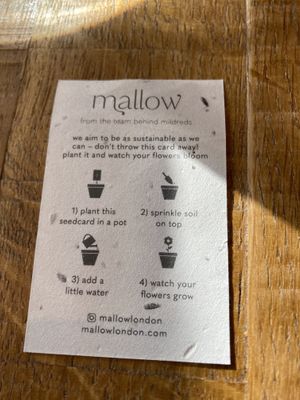 mallow
from the team behind mildreds
we aim to be as sustainable as we
can – don't throw this card away!
plant it and watch your flowers bloom
1) plant this
seedcard in a pot
2) sprinkle soil
on top
3) add a
little water
4) watch your
flowers grow
mallowlondon
mallowlondon.com